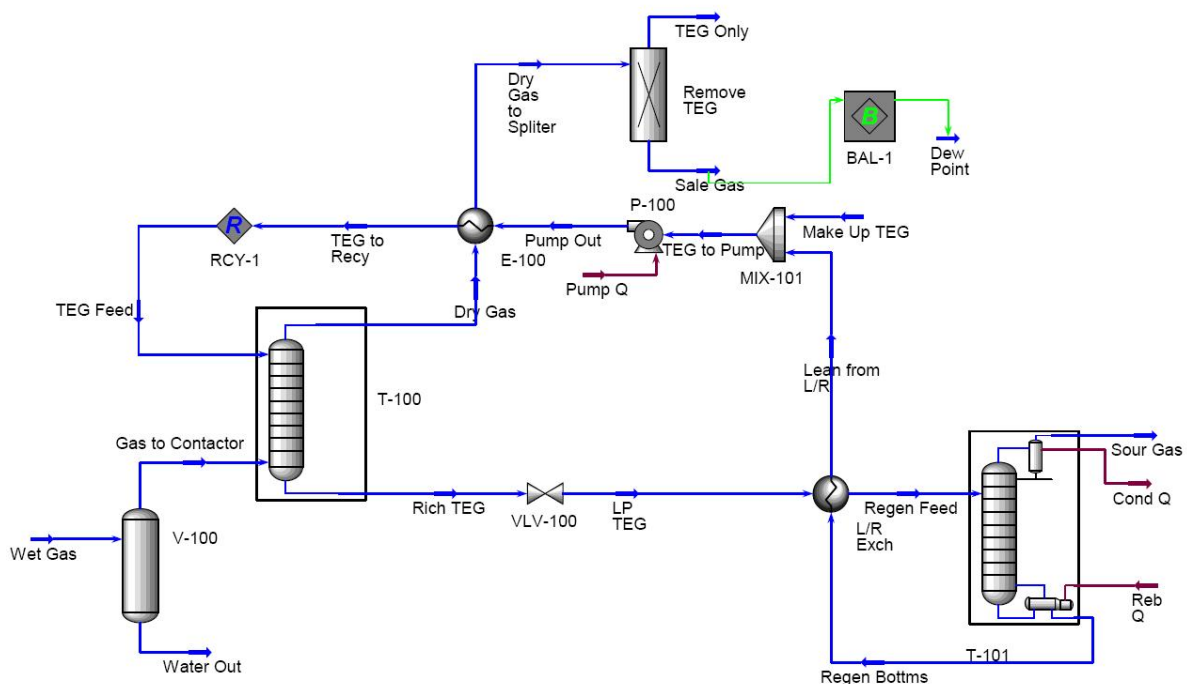 TEG Only
Dry
Gas
to
Spliter
Remove
TEG
B
BAL-1
Dew
Point
Sale Gas
P-100
Make Up TEG
R
RCY-1
TEG to
Recy
Pump Out
TEG to Pump
E-100
MIX-101
Pump Q
TEG Feed
Dry Gas
Lean from
L/R
T-100
Gas to Contactor
Sour Gas
Cond Q
Rich TEG
VLV-100
LP
TEG
L/R
Exch
Regen Feed
Wet Gas
V-100
Reb
Q
Water Out
T-101
Regen Bottms